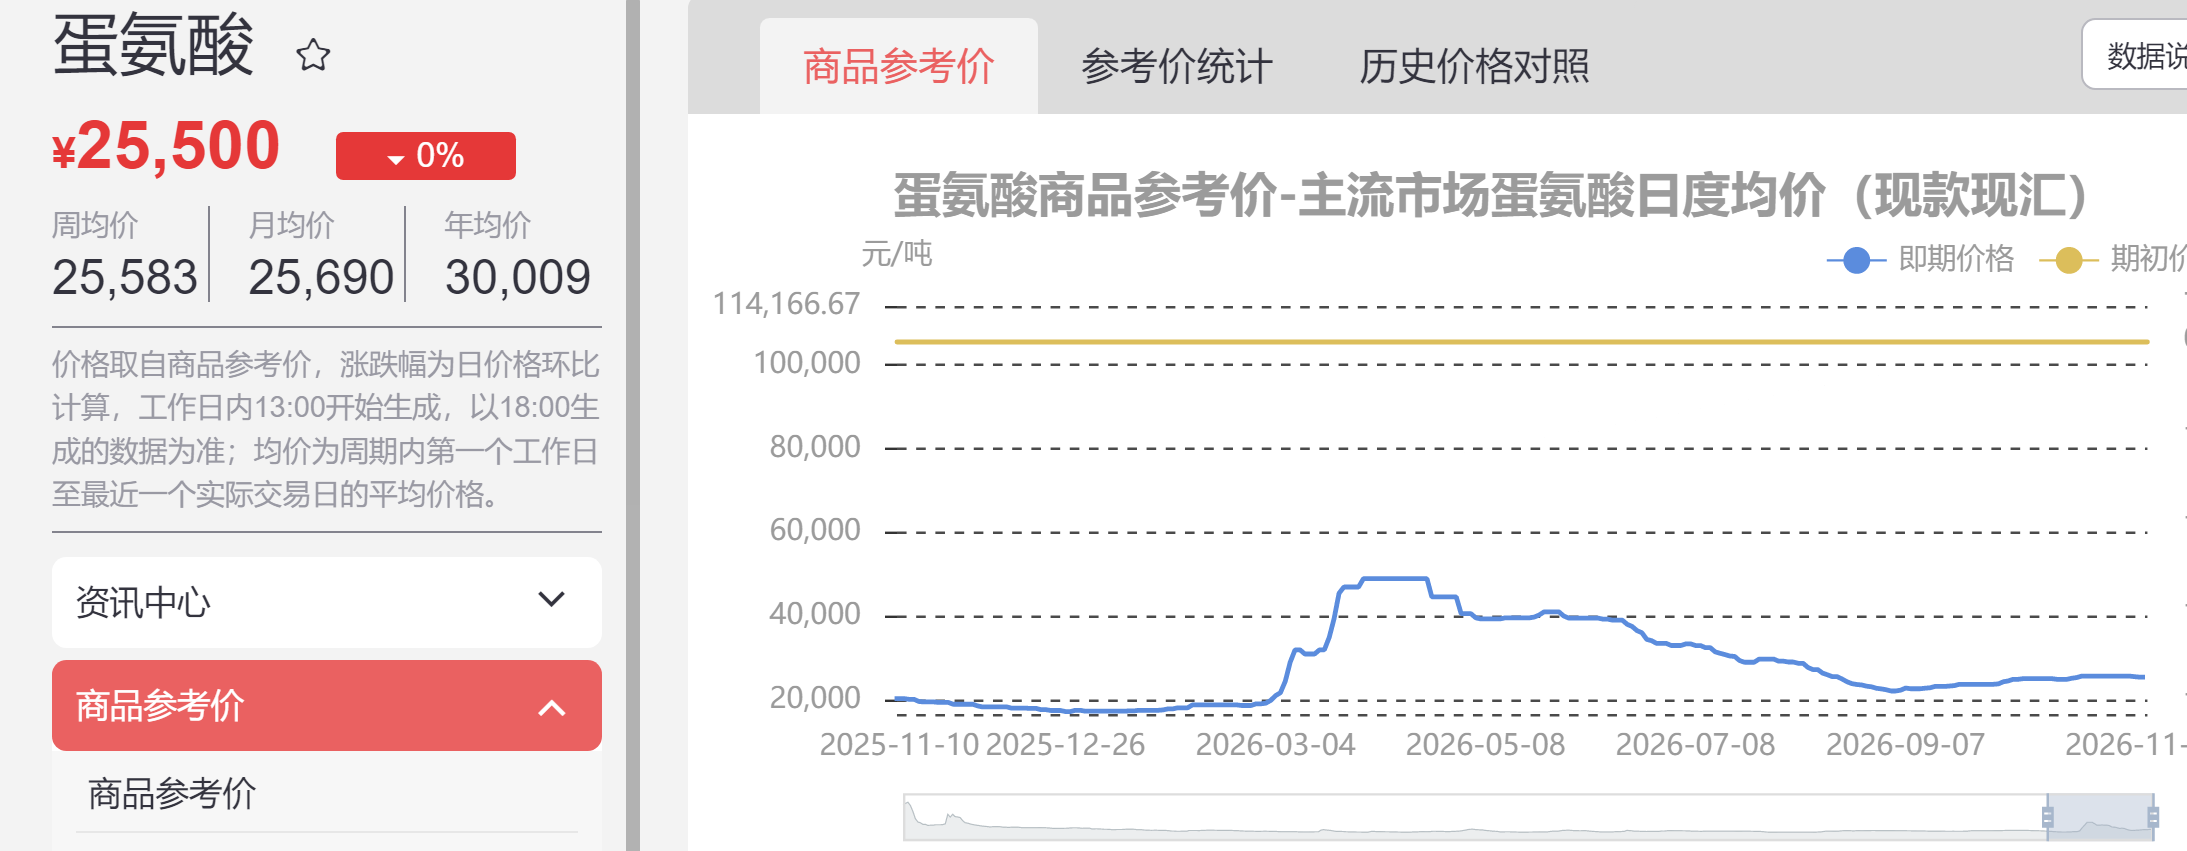 蛋氨酸
¥25,500
0%
周均价
月均价
年均价
25,583
25,690
30,009
价格取自商品参考价，涨跌幅为日价格环比
计算，工作日内13:00开始生成，以18:00生
成的数据为准；均价为周期内第一个工作日
至最近一个实际交易日的平均价格。
资讯中心
商品参考价
商品参考价
商品参考价
参考价统计
历史价格对照
数据说
蛋氨酸商品参考价-主流市场蛋氨酸日度均价（现款现汇）
元/吨
即期价格
期初价
114,166.67
100,000
80,000
60,000
40,000
20,000
2025-11-10 2025-12-26 2026-03-04 2026-05-08 2026-07-08 2026-09-07 2026-11-